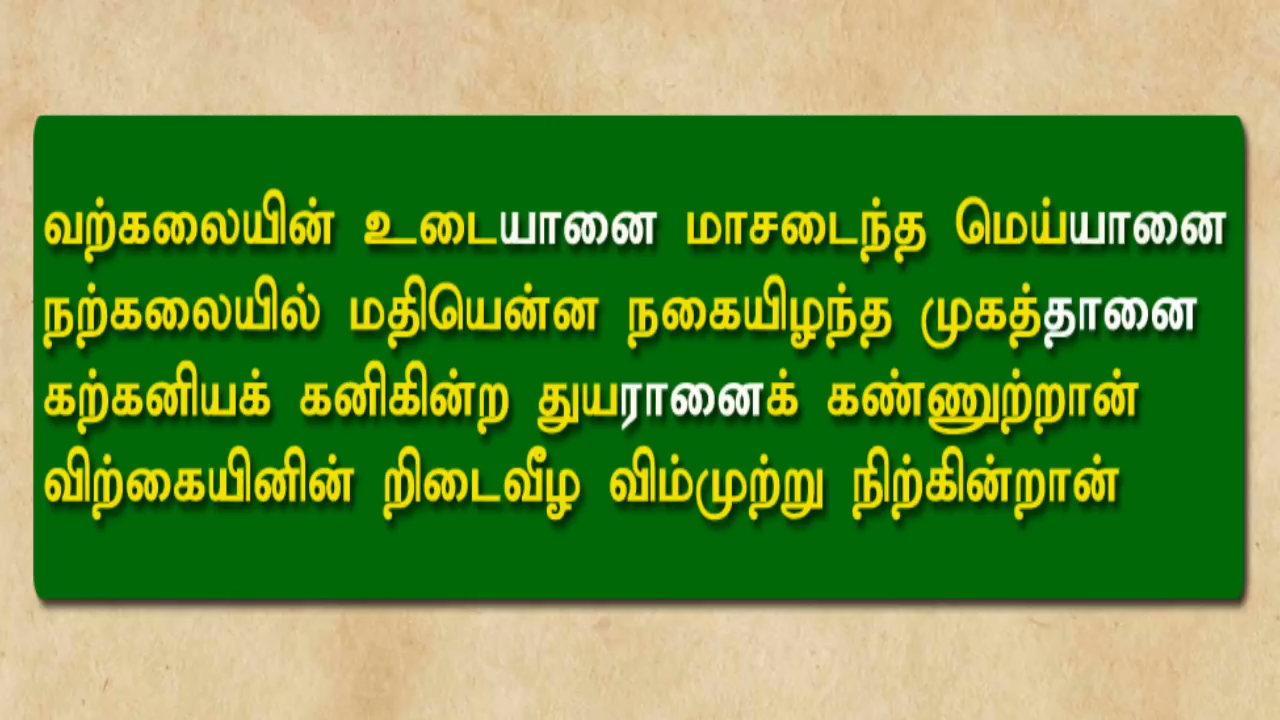 வற்கலையின் உடையானை மாசடைந்த மெய்யானை
நற்கலையில் மதியென்ன நகையிழந்த முகத்தானை
கற்கனியக் கனிகின்ற துயரானைக் கண்ணுற்றான்
விற்கையினின் றிடைவீழ விம்முற்று நிற்கின்றான்